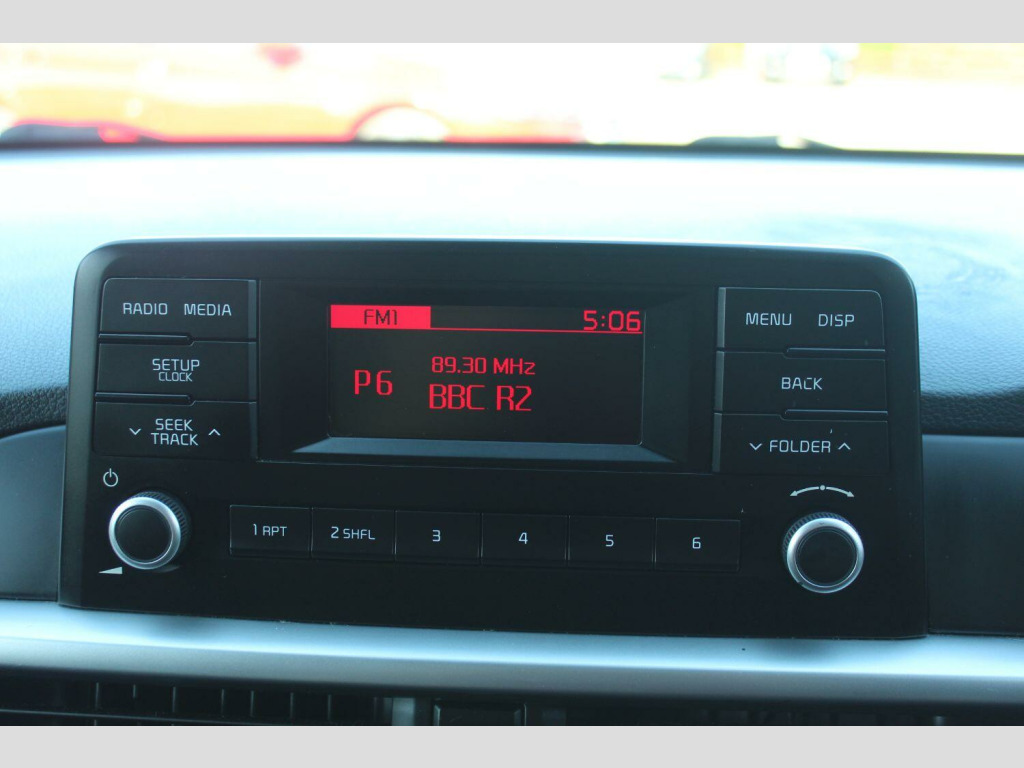 RADIO MEDIA
SETUP
CLOCK
SEEK
TRACK
FM1 5:06
89.30 MHz
P6
BBC R2
MENU DISP
BACK
FOLDER
1 RPT
2 SHFL
3
4
5
6